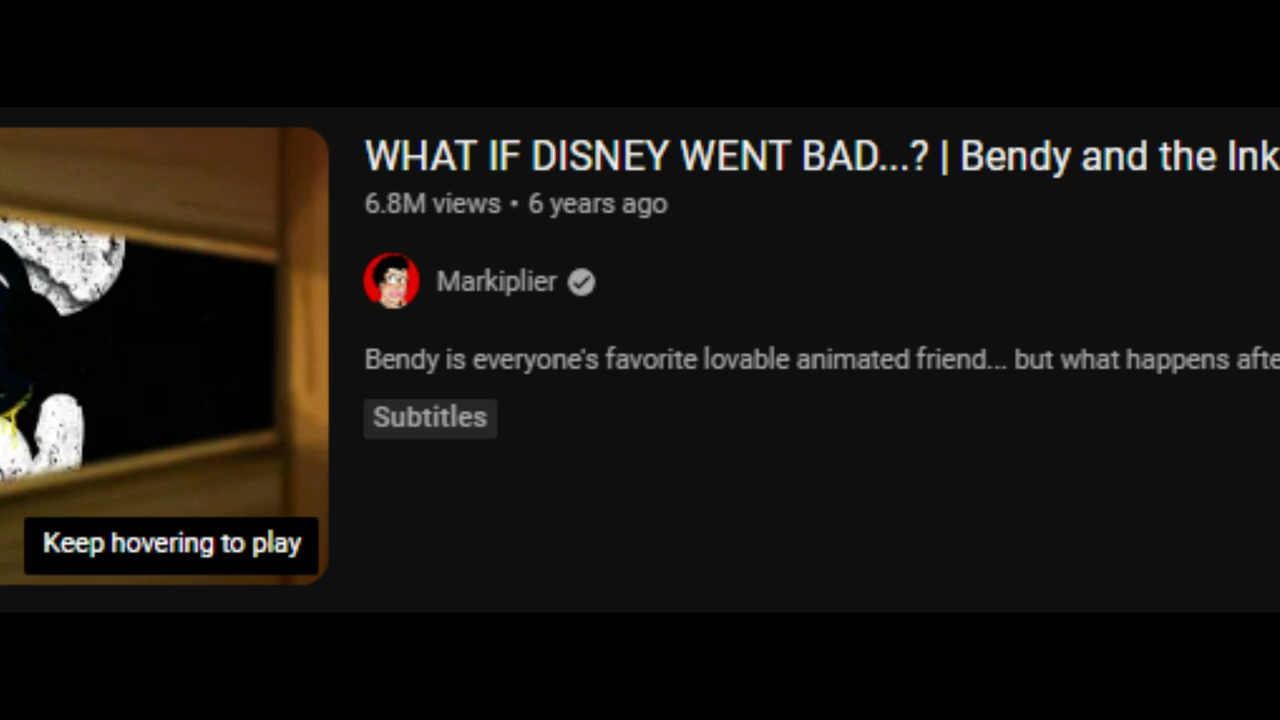 WHAT IF DISNEY WENT BAD...? | Bendy and the Ink
6.8M views • 6 years ago
Markiplier
Bendy is everyone's favorite lovable animated friend... but what happens afte
Subtitles
Keep hovering to play